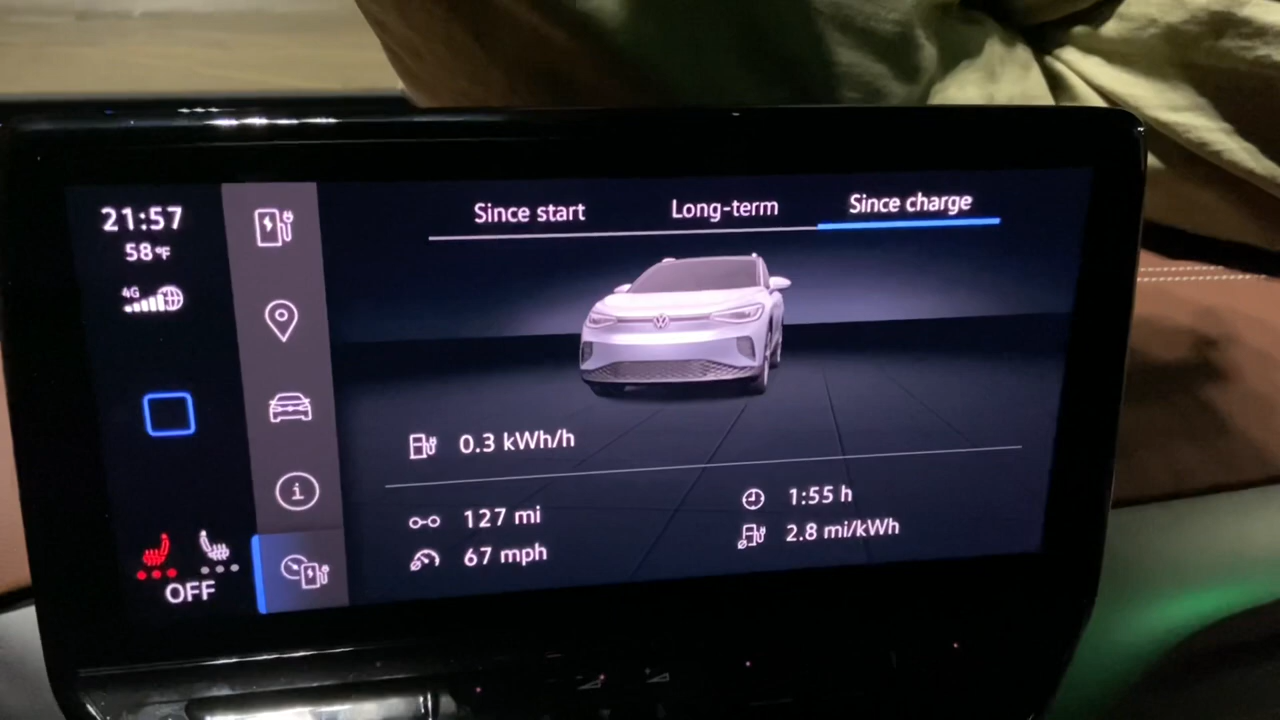 21:57
58°F
4G
OFF
Since start
Long-term
Since charge
0.3 kWh/h
127 mi
67 mph
1:55 h
2.8 mi/kWh